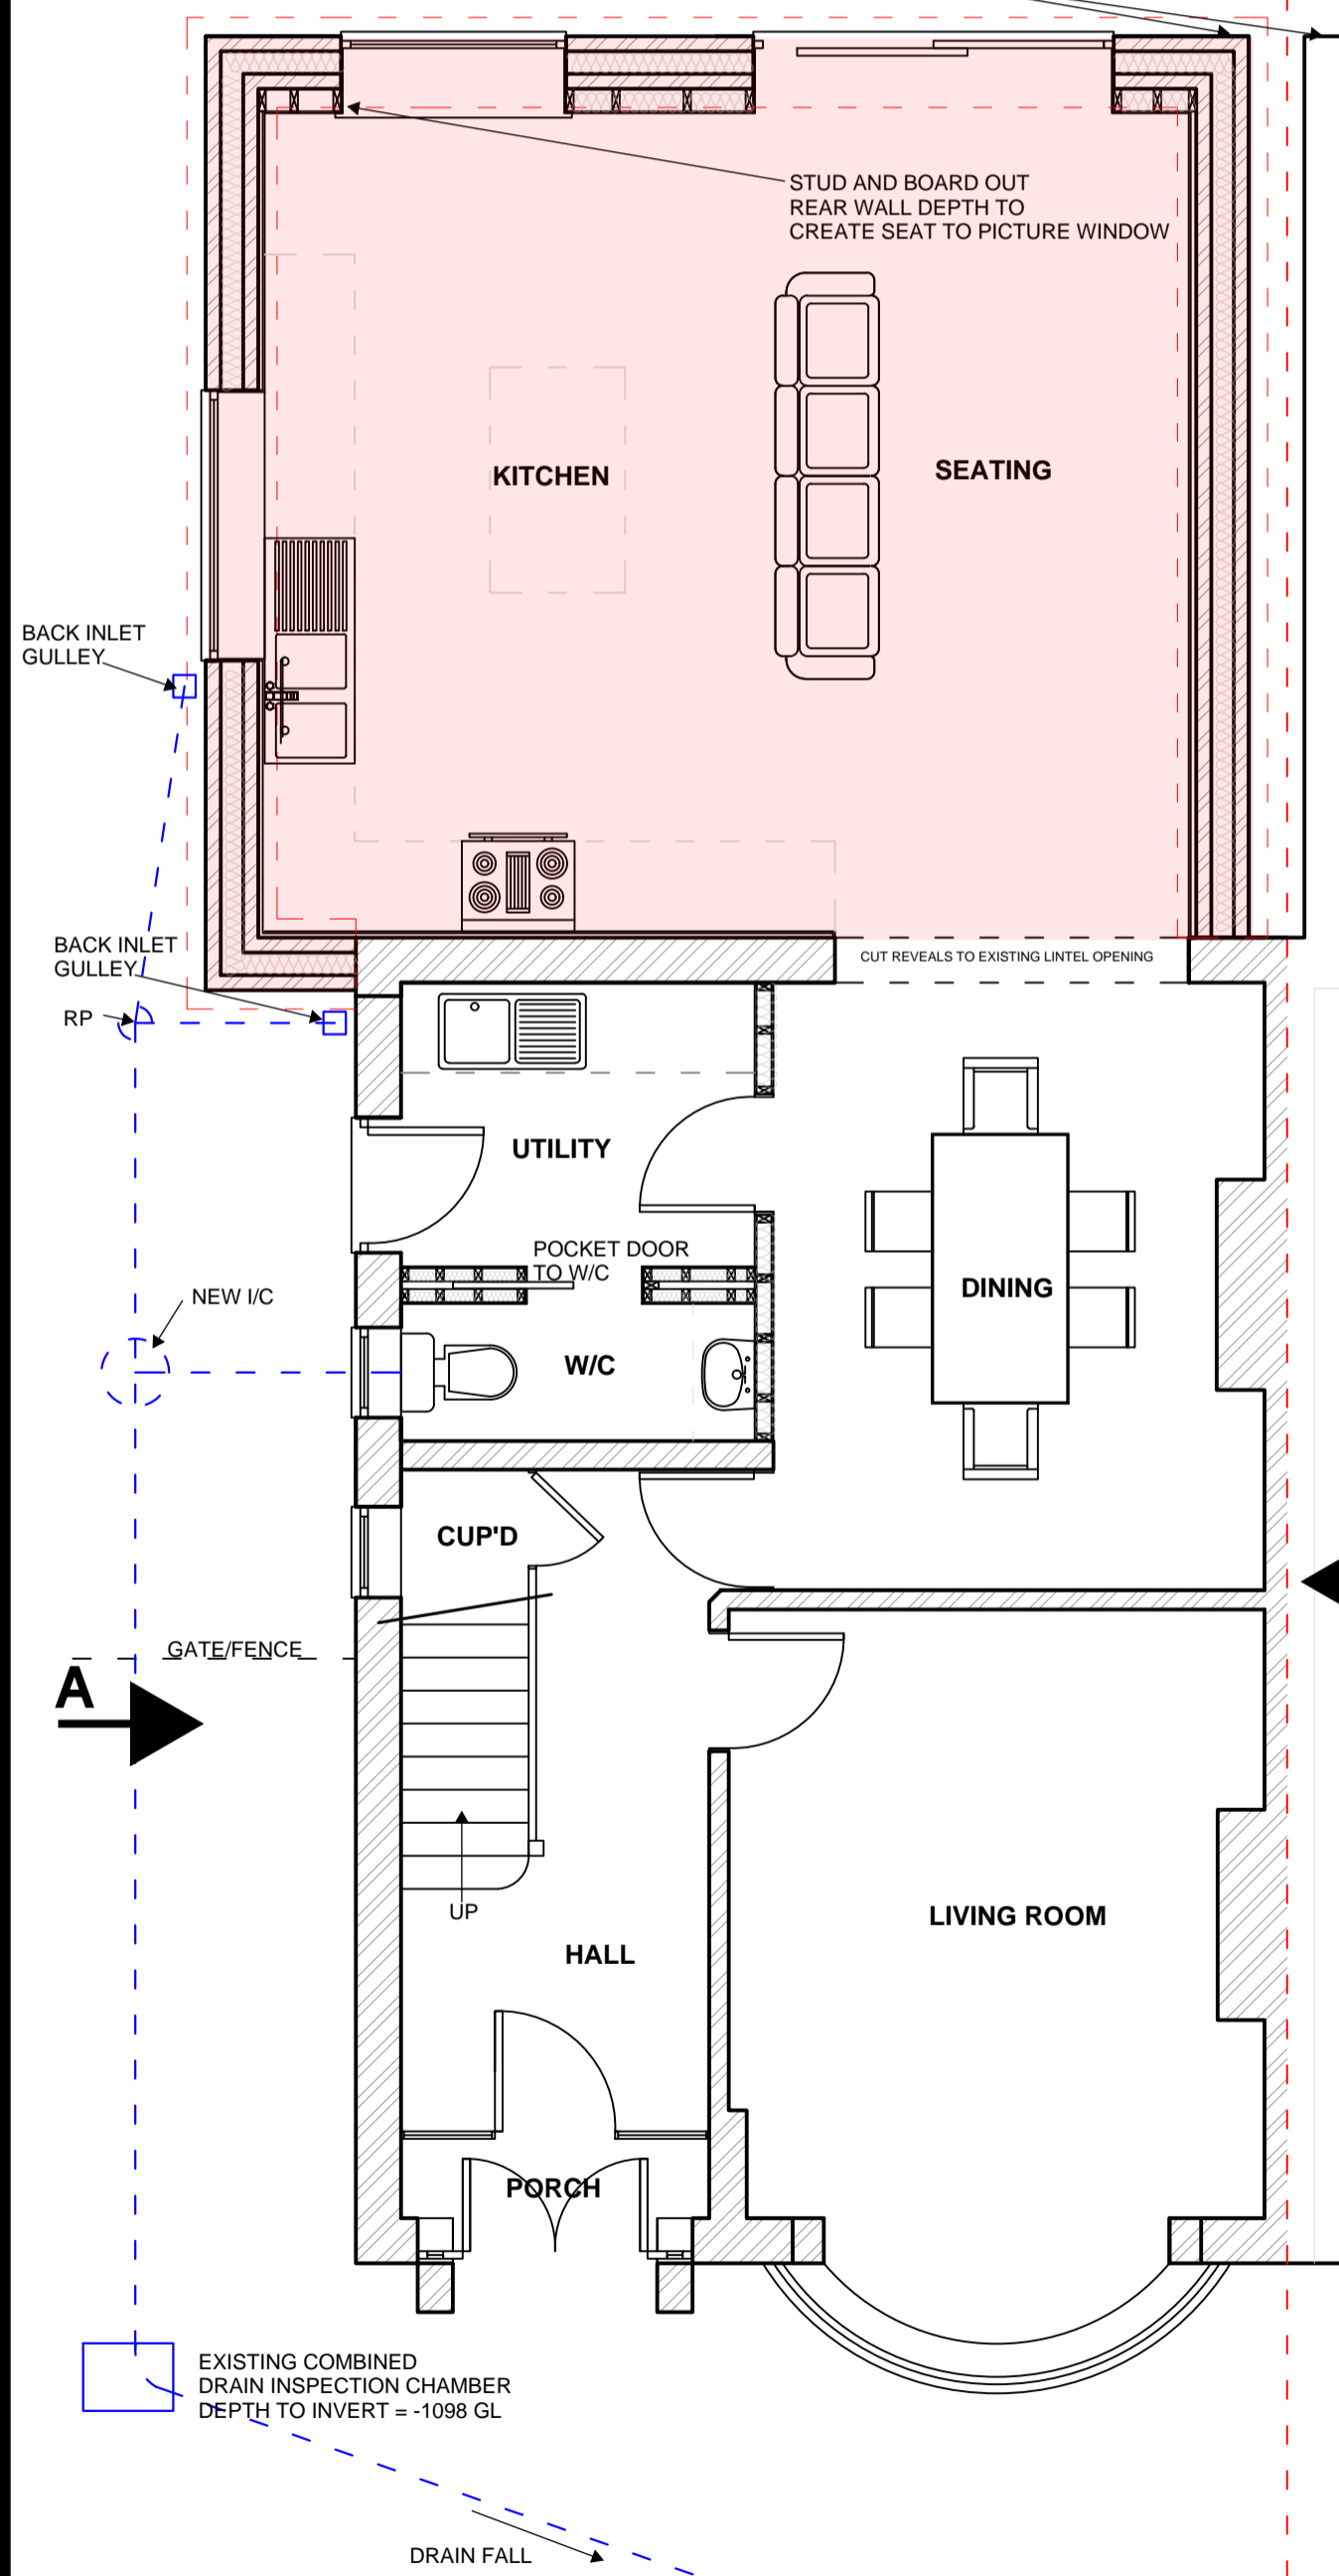 STUD AND BOARD OUT
REAR WALL DEPTH TO
CREATE SEAT TO PICTURE WINDOW
KITCHEN
SEATING
BACK INLET
GULLEY
BACK INLET
GULLEY
CUT REVEALS TO EXISTING LINTEL OPENING
RP
UTILITY
POCKET DOOR
TO W/C
DINING
NEW I/C
W/C
CUP'D
GATE/FENCE
A
UP
LIVING ROOM
HALL
PORCH
EXISTING COMBINED
DRAIN INSPECTION CHAMBER
DEPTH TO INVERT = -1098 GL
DRAIN FALL